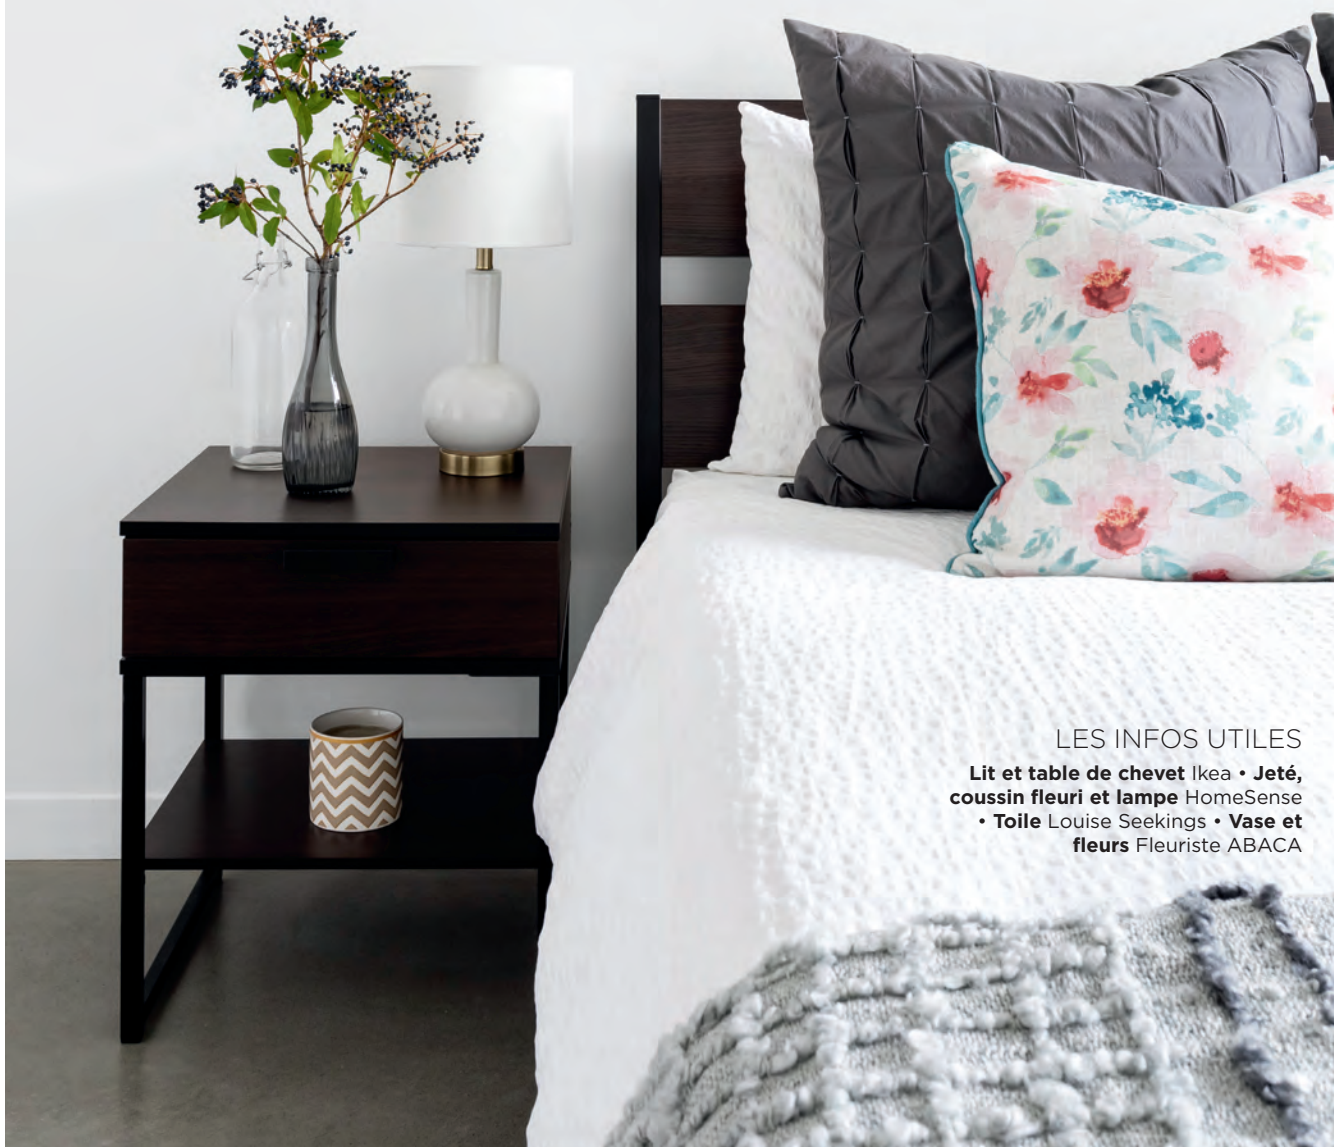 LES INFOS UTILES
Lit et table de chevet Ikea • Jeté,
coussin fleuri et lampe HomeSense
• Toile Louise Seekings • Vase et
fleurs Fleuriste ABACA